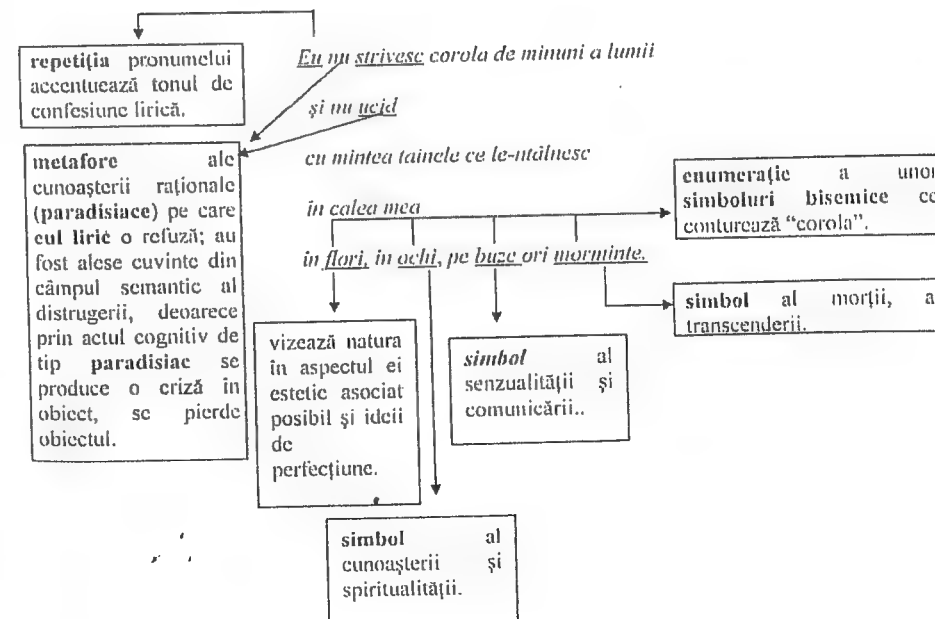 repetiția pronumelui
accentuează tonul de
confesiune lirică.
Eu nu strivesc corola de minuni a lumii
și nu ucid
cu mintea tainele ce le-ntâlnesc
în calea mea
în flori, în ochi, pe buze ori morminte.
metafore ale
cunoașterii raționale
(paradisiace) pe care
eul liric o refuză; au
fost alese cuvinte din
câmpul semantic al
distrugerii, deoarece
prin actul cognitiv de
tip paradisiac se
produce o criză în
obiect, se pierde
obiectul.
enumerație a unor
simboluri bisemice ce
conturează "corola".
simbol al morții, a
transcenderii.
vizează natura
în aspectul ei
estetic asociat
posibil și ideii
de
perfecțiune.
simbol al
senzualității și
comunicării..
simbol al
cunoașterii și
spiritualității.